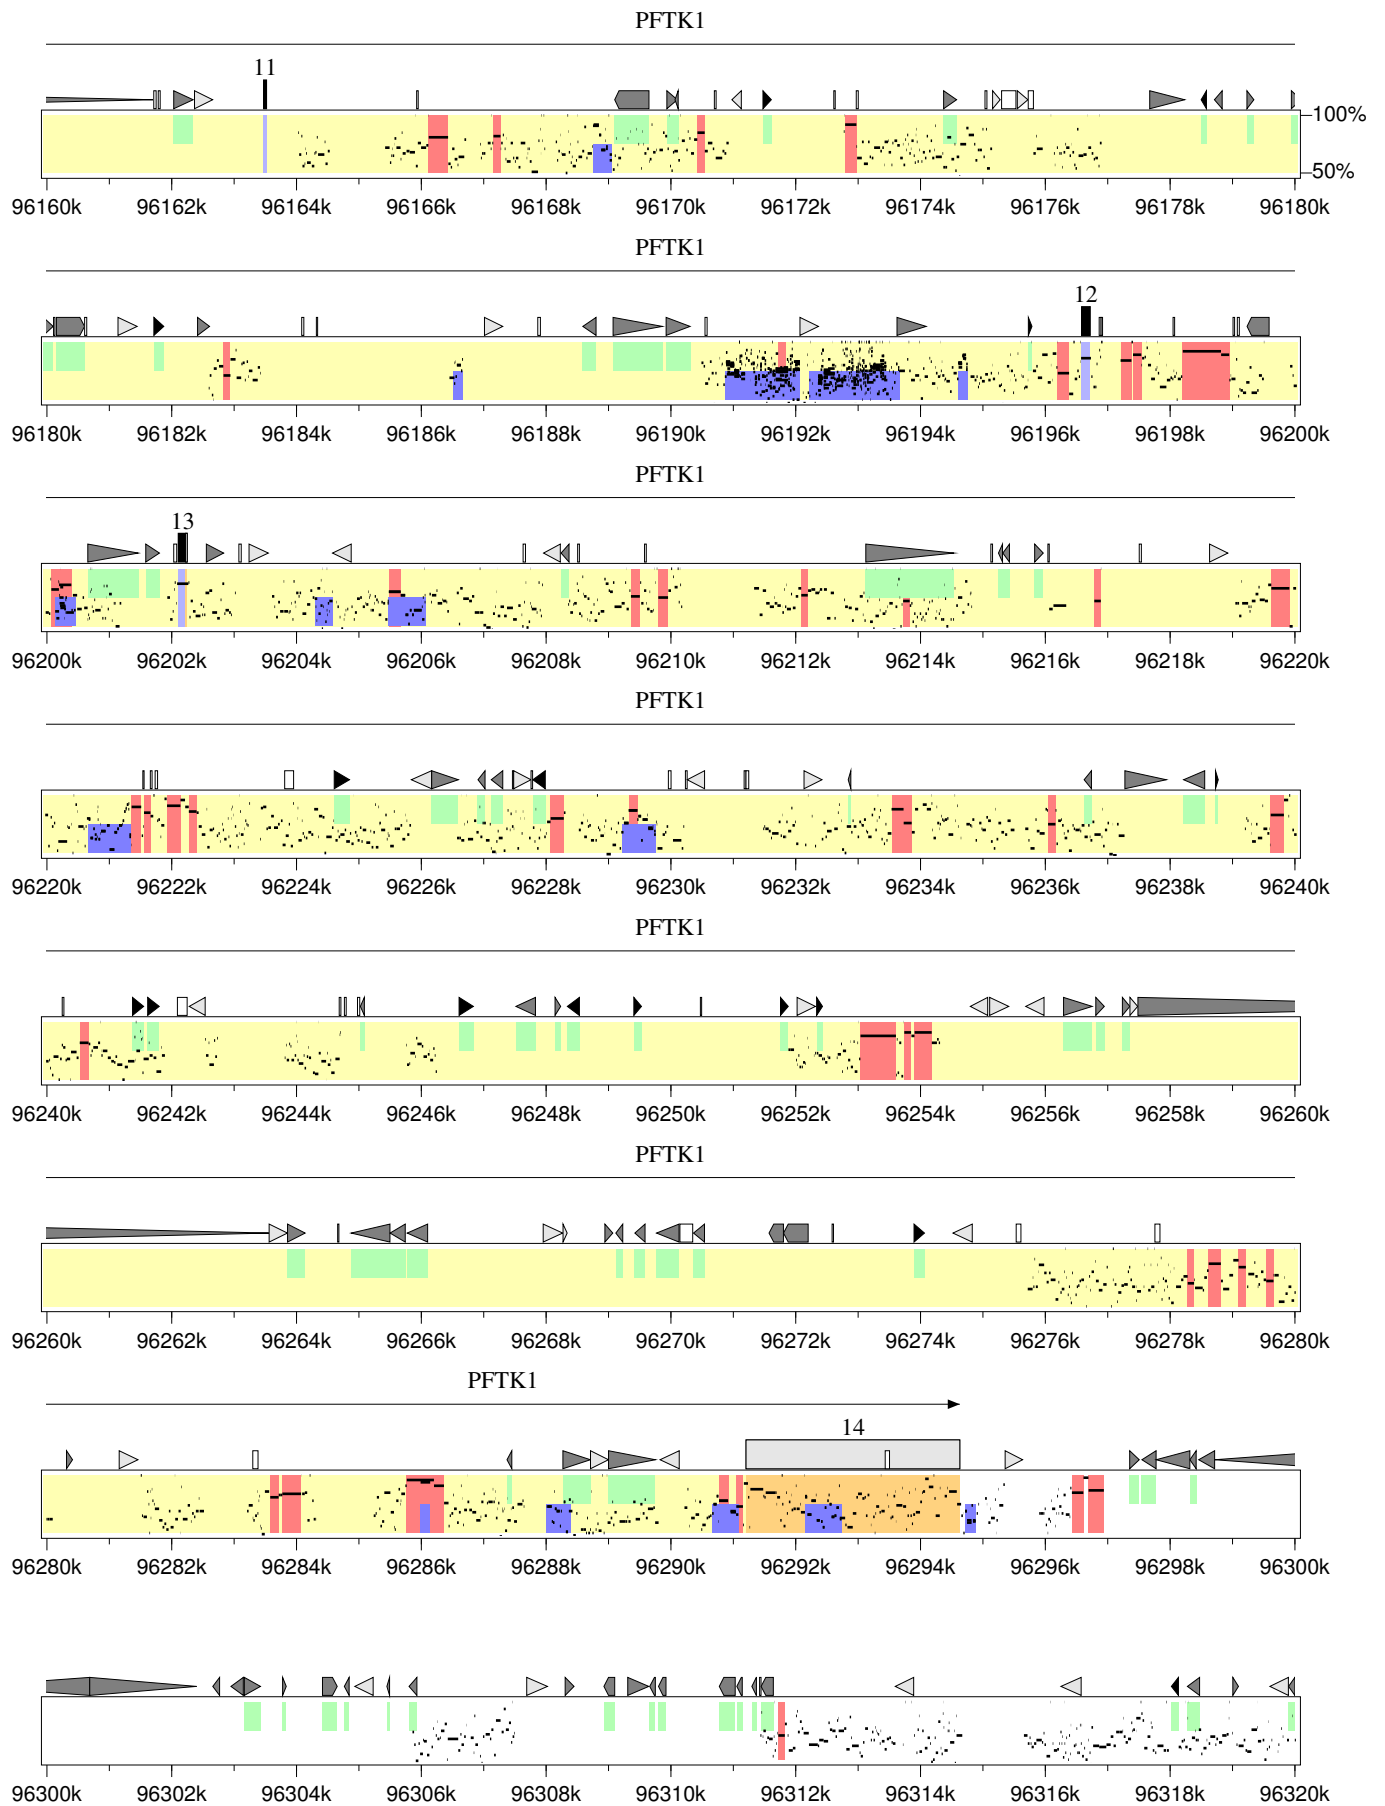 PFTK1
11
100%
50%
96160k 96162k 96164k 96166k 96168k 96170k 96172k 96174k 96176k 96178k 96180k
PFTK1
12
96180k 96182k 96184k 96186k 96188k 96190k 96192k 96194k 96196k 96198k 96200k
PFTK1
13
96200k 96202k 96204k 96206k 96208k 96210k 96212k 96214k 96216k 96218k 96220k
PFTK1
96220k 96222k 96224k 96226k 96228k 96230k 96232k 96234k 96236k 96238k 96240k
PFTK1
96240k 96242k 96244k 96246k 96248k 96250k 96252k 96254k 96256k 96258k 96260k
PFTK1
96260k 96262k 96264k 96266k 96268k 96270k 96272k 96274k 96276k 96278k 96280k
PFTK1
14
96280k 96282k 96284k 96286k 96288k 96290k 96292k 96294k 96296k 96298k 96300k
96300k 96302k 96304k 96306k 96308k 96310k 96312k 96314k 96316k 96318k 96320k